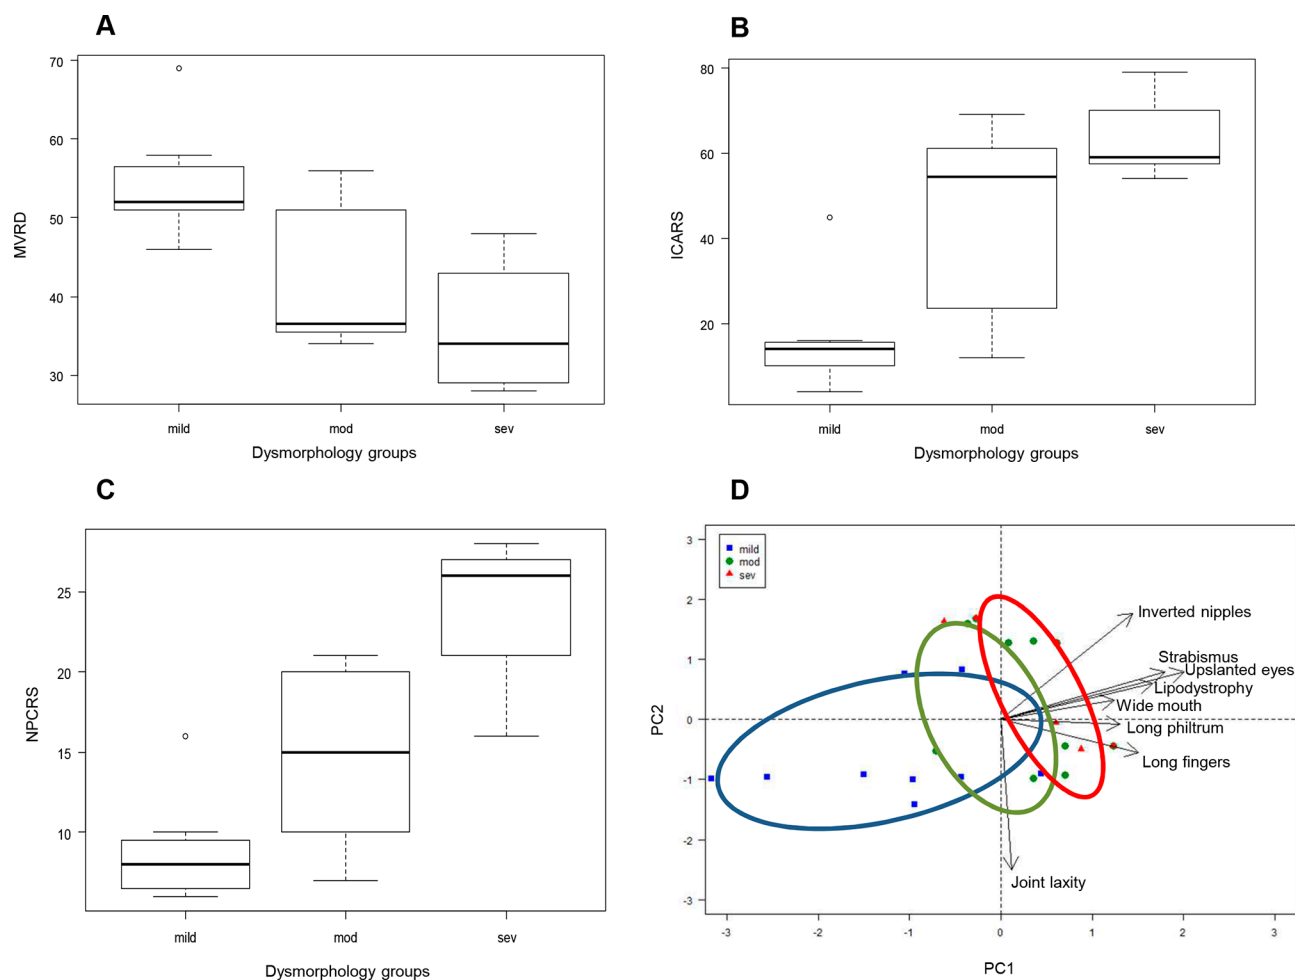 A
70
60
50
40
30
MVRD
mild
mod
sev
Dysmorphology groups
B
80
60
40
20
ICARS
mild
mod
sev
Dysmorphology groups
C
25
20
15
10
NPCRS
mild
mod
sev
Dysmorphology groups
D
mild
mod
sev
3
2
1
0
-1
-2
-3
PC2
Inverted nipples
Strabismus
Upslanted eyes
Lipodystrophy
Wide mouth
Long philtrum
Long fingers
Joint laxity
-3
-2
-1
0
1
2
3
PC1